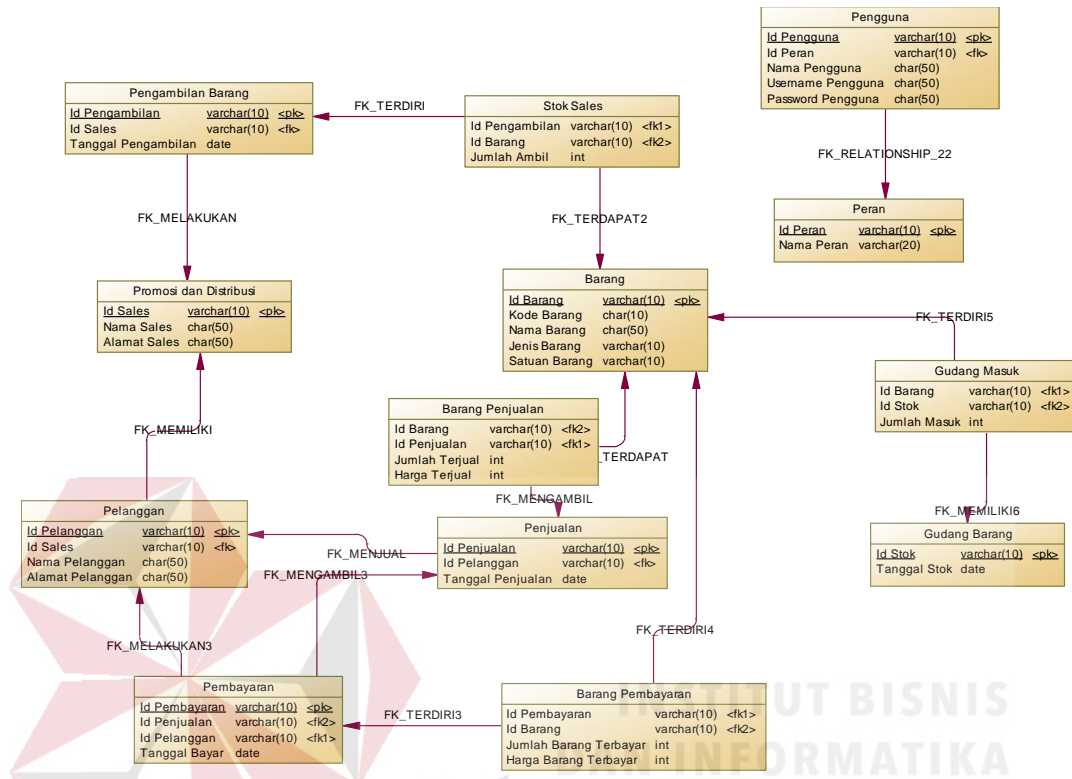 Pengguna
Id Pengguna varchar(10) <pk>
Id Peran varchar(10) <fk>
Nama Pengguna char(50)
Username Pengguna char(50)
Password Pengguna char(50)
Pengambilan Barang
Id Pengambilan varchar(10) <pk>
Id Sales varchar(10) <fk>
Tanggal Pengambilan date
FK_TERDIRI
Stok Sales
Id Pengambilan varchar(10) <fk1>
Id Barang varchar(10) <fk2>
Jumlah Ambil int
FK_RELATIONSHIP_22
FK_MELAKUKAN
FK_TERDAPAT2
Peran
Id Peran varchar(10) <pk>
Nama Peran varchar(20)
Promosi dan Distribusi
Id Sales varchar(10) <pk>
Nama Sales char(50)
Alamat Sales char(50)
Barang
Id Barang varchar(10) <pk>
Kode Barang char(10)
Nama Barang char(50)
Jenis Barang varchar(10)
Satuan Barang varchar(10)
FK_TERDIRI5
Gudang Masuk
Id Barang varchar(10) <fk1>
Id Stok varchar(10) <fk2>
Jumlah Masuk int
Barang Penjualan
Id Barang varchar(10) <fk2>
Id Penjualan varchar(10) <fk1>
Jumlah Terjual int
Harga Terjual int
FK_MEMILIKI
_TERDAPAT
FK_MENGAMBIL
FK_MEMILIKI6
Pelanggan
Id Pelanggan varchar(10) <pk>
Id Sales varchar(10) <fk>
Nama Pelanggan char(50)
Alamat Pelanggan char(50)
FK_MENJUAL
Penjualan
Id Penjualan varchar(10) <pk>
Id Pelanggan varchar(10) <fk>
Tanggal Penjualan date
Gudang Barang
Id Stok varchar(10) <pk>
Tanggal Stok date
FK_MENGAMBIL3
FK_MELAKUKAN3
FK_TERDIRI4
Pembayaran
Id Pembayaran varchar(10) <pk>
Id Penjualan varchar(10) <fk2>
Id Pelanggan varchar(10) <fk1>
Tanggal Bayar date
FK_TERDIRI3
Barang Pembayaran
Id Pembayaran varchar(10) <fk1>
Id Barang varchar(10) <fk2>
Jumlah Barang Terbayar int
Harga Barang Terbayar int
INSTITUT BISNIS
DAN INFORMATIKA